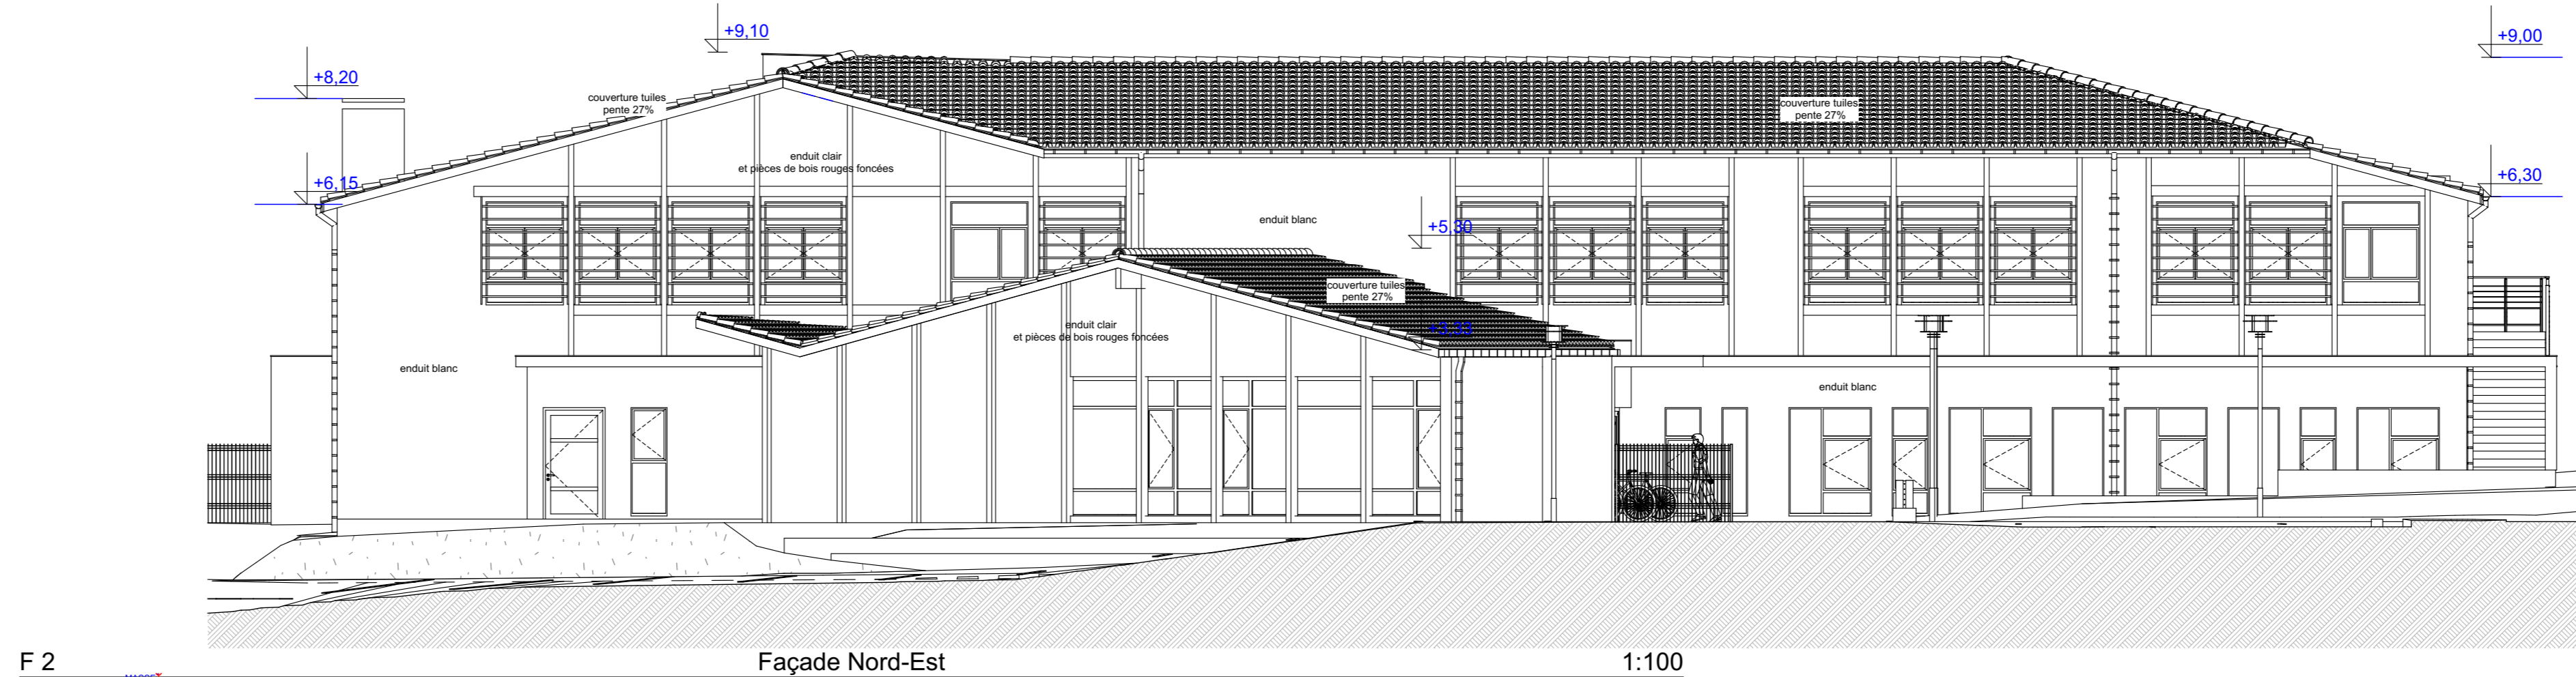 +9,10
+9,00
+8,20
couverture tuiles
pente 27%
couverture tuiles
pente 27%
enduit clair
et pièces de bois rouges foncées
+6,15
+6,30
enduit blanc
+5,30
couverture tuiles
pente 27%
enduit clair
et pièces de bois rouges foncées
enduit blanc
enduit blanc
F 2
Façade Nord-Est
1:100